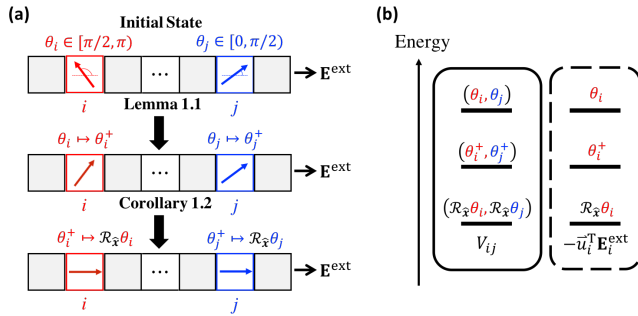 (a)
Initial State
θ_i ∈ [π/2, π)
θ_j ∈ [0, π/2)
...
E^ext
i
Lemma 1.1
j
θ_i ↦ θ_i^+
θ_j ↦ θ_j^+
...
E^ext
i
Corollary 1.2
j
θ_i^+ ↦ ℛ_x̂θ_i
θ_j^+ ↦ ℛ_x̂θ_j
...
E^ext
i
j
(b)
Energy
(θ_i, θ_j)
θ_i
(θ_i^+, θ_j^+)
θ_i^+
(ℛ_x̂θ_i, ℛ_x̂θ_j)
ℛ_x̂θ_i
V_ij
−u⃗_i^T E_i^ext